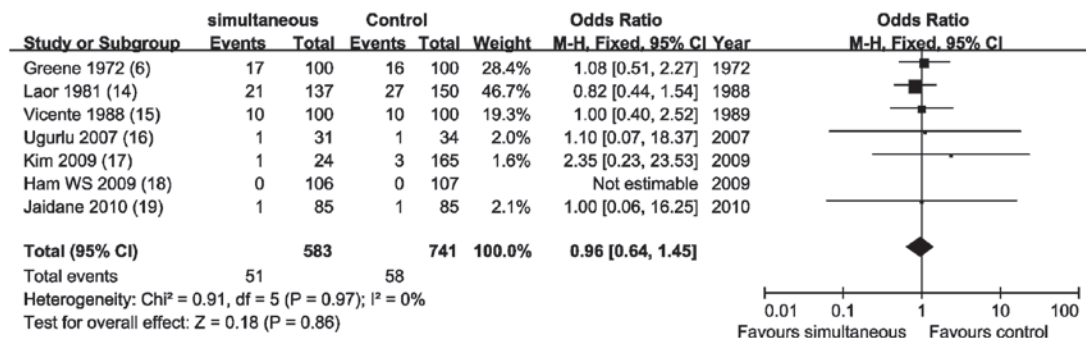 simultaneous Control Odds Ratio Odds Ratio
Study or Subgroup Events Total Events Total Weight M-H, Fixed, 95% CI Year M-H, Fixed, 95% CI
Greene 1972 (6) 17 100 16 100 28.4% 1.08 [0.51, 2.27] 1972
Laor 1981 (14) 21 137 27 150 46.7% 0.82 [0.44, 1.54] 1988
Vicente 1988 (15) 10 100 10 100 19.3% 1.00 [0.40, 2.52] 1989
Ugurlu 2007 (16) 1 31 1 34 2.0% 1.10 [0.07, 18.37] 2007
Kim 2009 (17) 1 24 3 165 1.6% 2.35 [0.23, 23.53] 2009
Ham WS 2009 (18) 0 106 0 107 Not estimable 2009
Jaidane 2010 (19) 1 85 1 85 2.1% 1.00 [0.06, 16.25] 2010
Total (95% CI) 583 741 100.0% 0.96 [0.64, 1.45]
Total events 51 58
Heterogeneity: Chi² = 0.91, df = 5 (P = 0.97); I² = 0%
Test for overall effect: Z = 0.18 (P = 0.86)
0.01 0.1 1 10 100
Favours simultaneous Favours control